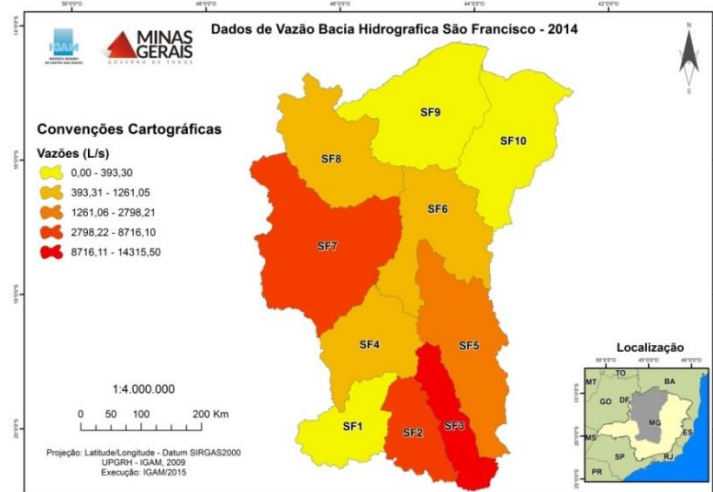 Dados de Vazão Bacia Hidrografica São Francisco - 2014
IGAM
MINAS
GERAIS
GOVERNO DE TODOS
Convenções Cartográficas
Vazões (L/s)
0,00 - 393,30
393,31 - 1261,05
1261,06 - 2798,21
2798,22 - 8716,10
8716,11 - 14315,50
SF9
SF10
SF8
SF6
SF7
SF4
SF5
SF1
SF2
SF3
1:4.000.000
0 50 100 200 Km
Projeção: Latitude/Longitude - Datum SIRGAS2000
UPGRH - IGAM, 2009
Execução: IGAM/2015
Localização
MT
TO
BA
GO
DF
MG
ES
MS
SP
RJ
PR
N